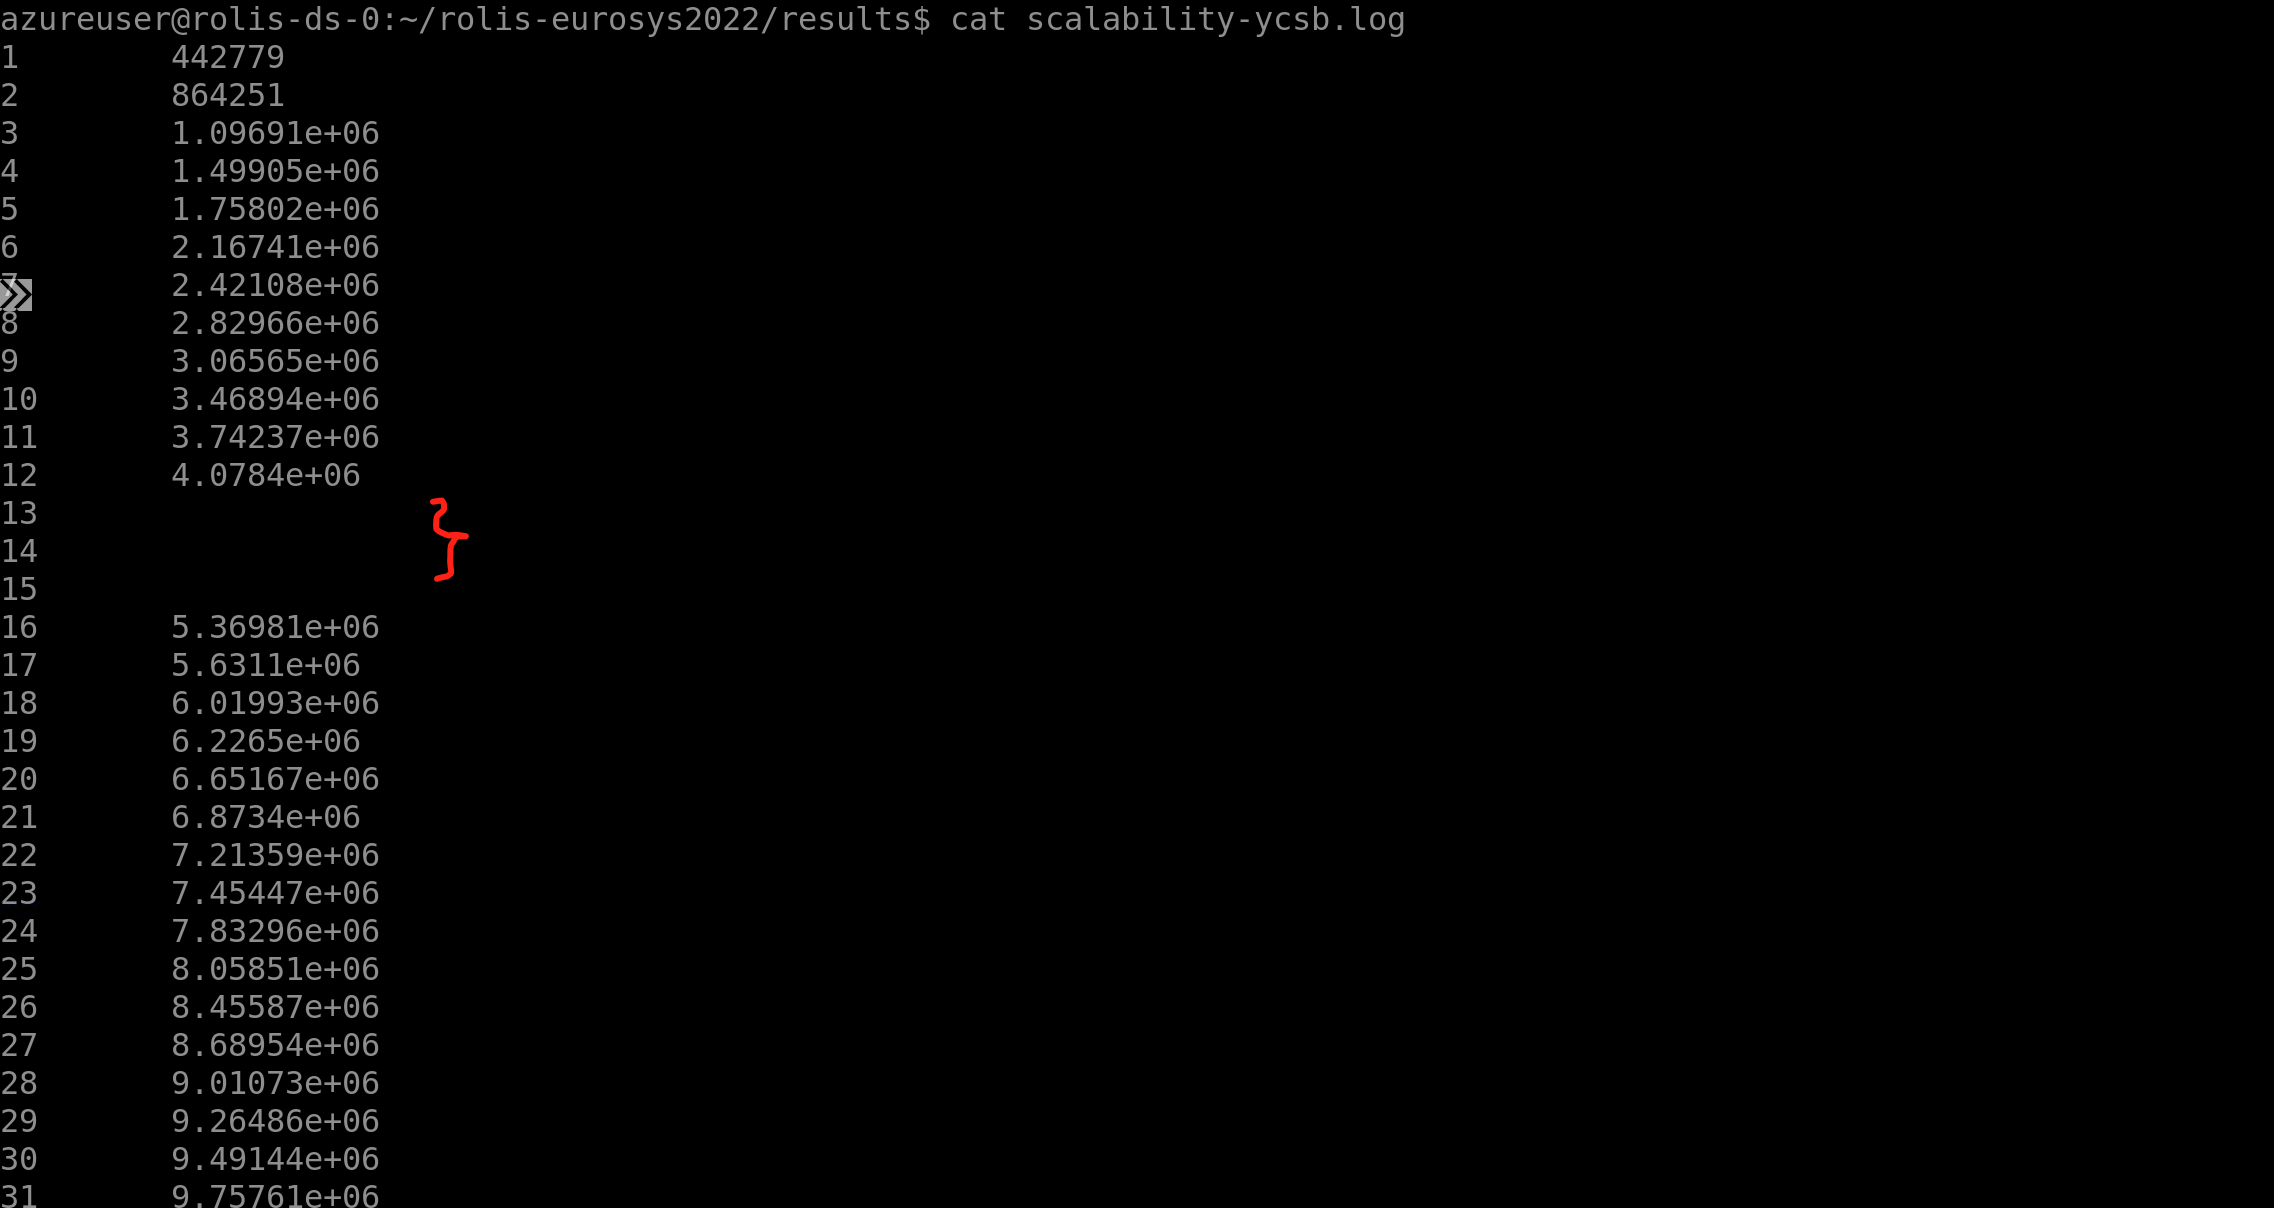 azureuser@rolis-ds-0:~/rolis-eurosys2022/results$ cat scalability-ycsb.log
1 442779
2 864251
3 1.09691e+06
4 1.49905e+06
5 1.75802e+06
6 2.16741e+06
7 2.42108e+06
8 2.82966e+06
9 3.06565e+06
10 3.46894e+06
11 3.74237e+06
12 4.0784e+06
13
14
15
16 5.36981e+06
17 5.6311e+06
18 6.01993e+06
19 6.2265e+06
20 6.65167e+06
21 6.8734e+06
22 7.21359e+06
23 7.45447e+06
24 7.83296e+06
25 8.05851e+06
26 8.45587e+06
27 8.68954e+06
28 9.01073e+06
29 9.26486e+06
30 9.49144e+06
31 9.75761e+06